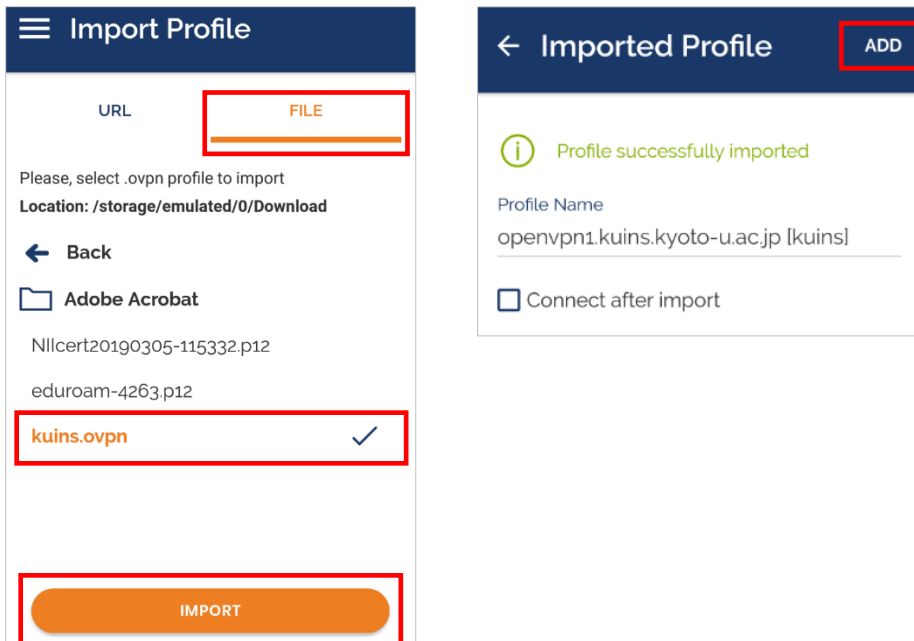 Import Profile
URL
FILE
Please, select .ovpn profile to import
Location: /storage/emulated/0/Download
Back
Adobe Acrobat
NIIcert20190305-115332.p12
eduroam-4263.p12
kuins.ovpn
IMPORT
Imported Profile
ADD
Profile successfully imported
Profile Name
openvpn1.kuins.kyoto-u.ac.jp [kuins]
Connect after import